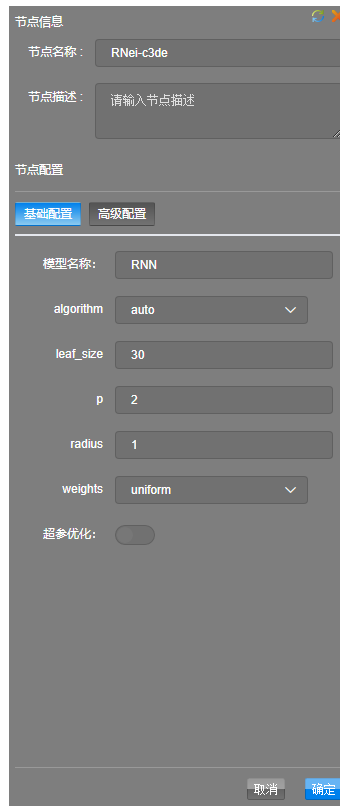 节点信息
节点名称： RNei-c3de
节点描述： 请输入节点描述
节点配置
基础配置 高级配置
模型名称： RNN
algorithm auto
leaf_size 30
p 2
radius 1
weights uniform
超参优化：
取消 确定